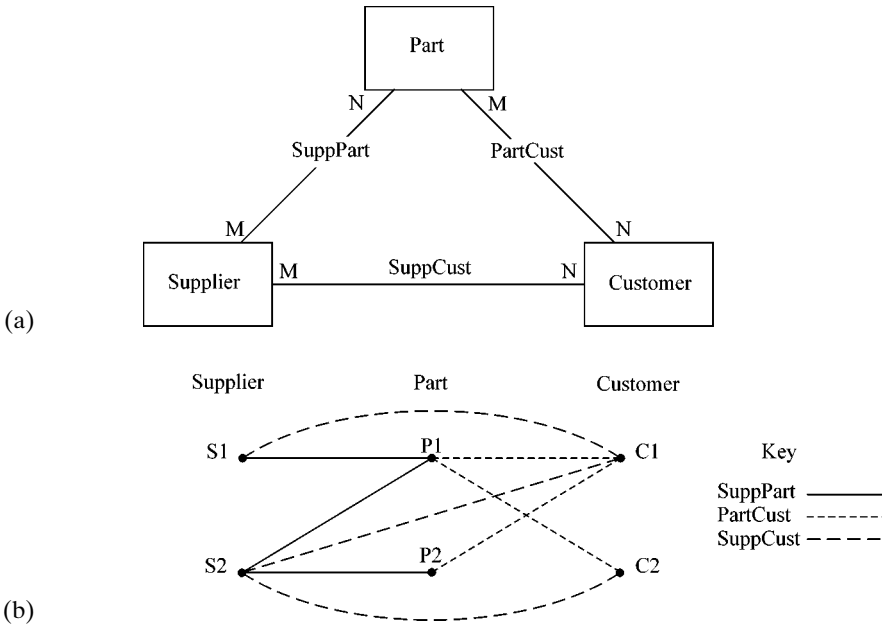 Part
N M
SuppPart PartCust
M N
Supplier M SuppCust N Customer
(a)
Supplier Part Customer
S1 P1 C1 Key
SuppPart
PartCust
SuppCust
S2 P2 C2
(b)